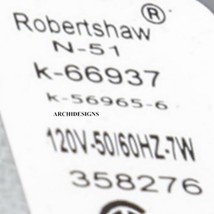 Robertshaw®
N-51
K-66937
K-56965-6
ARCHIDESIGNS
120V-50/60HZ-7W
358276